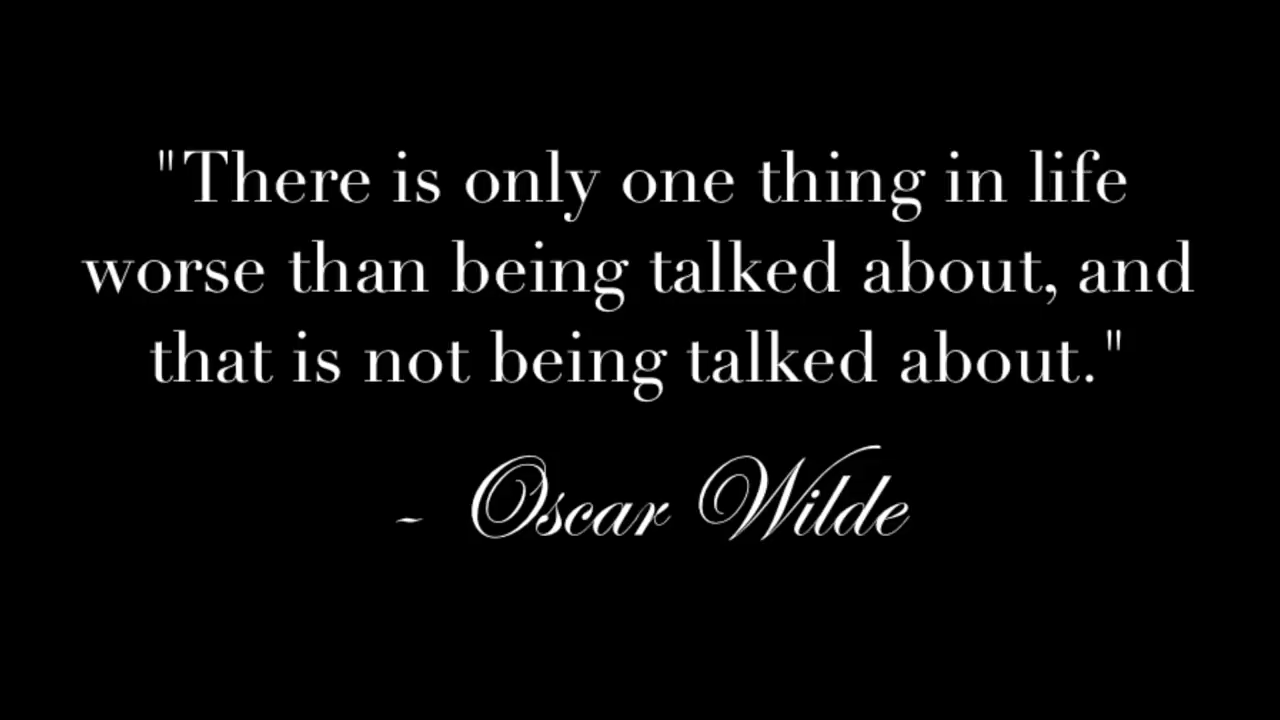 "There is only one thing in life
worse than being talked about, and
that is not being talked about."
- Oscar Wilde